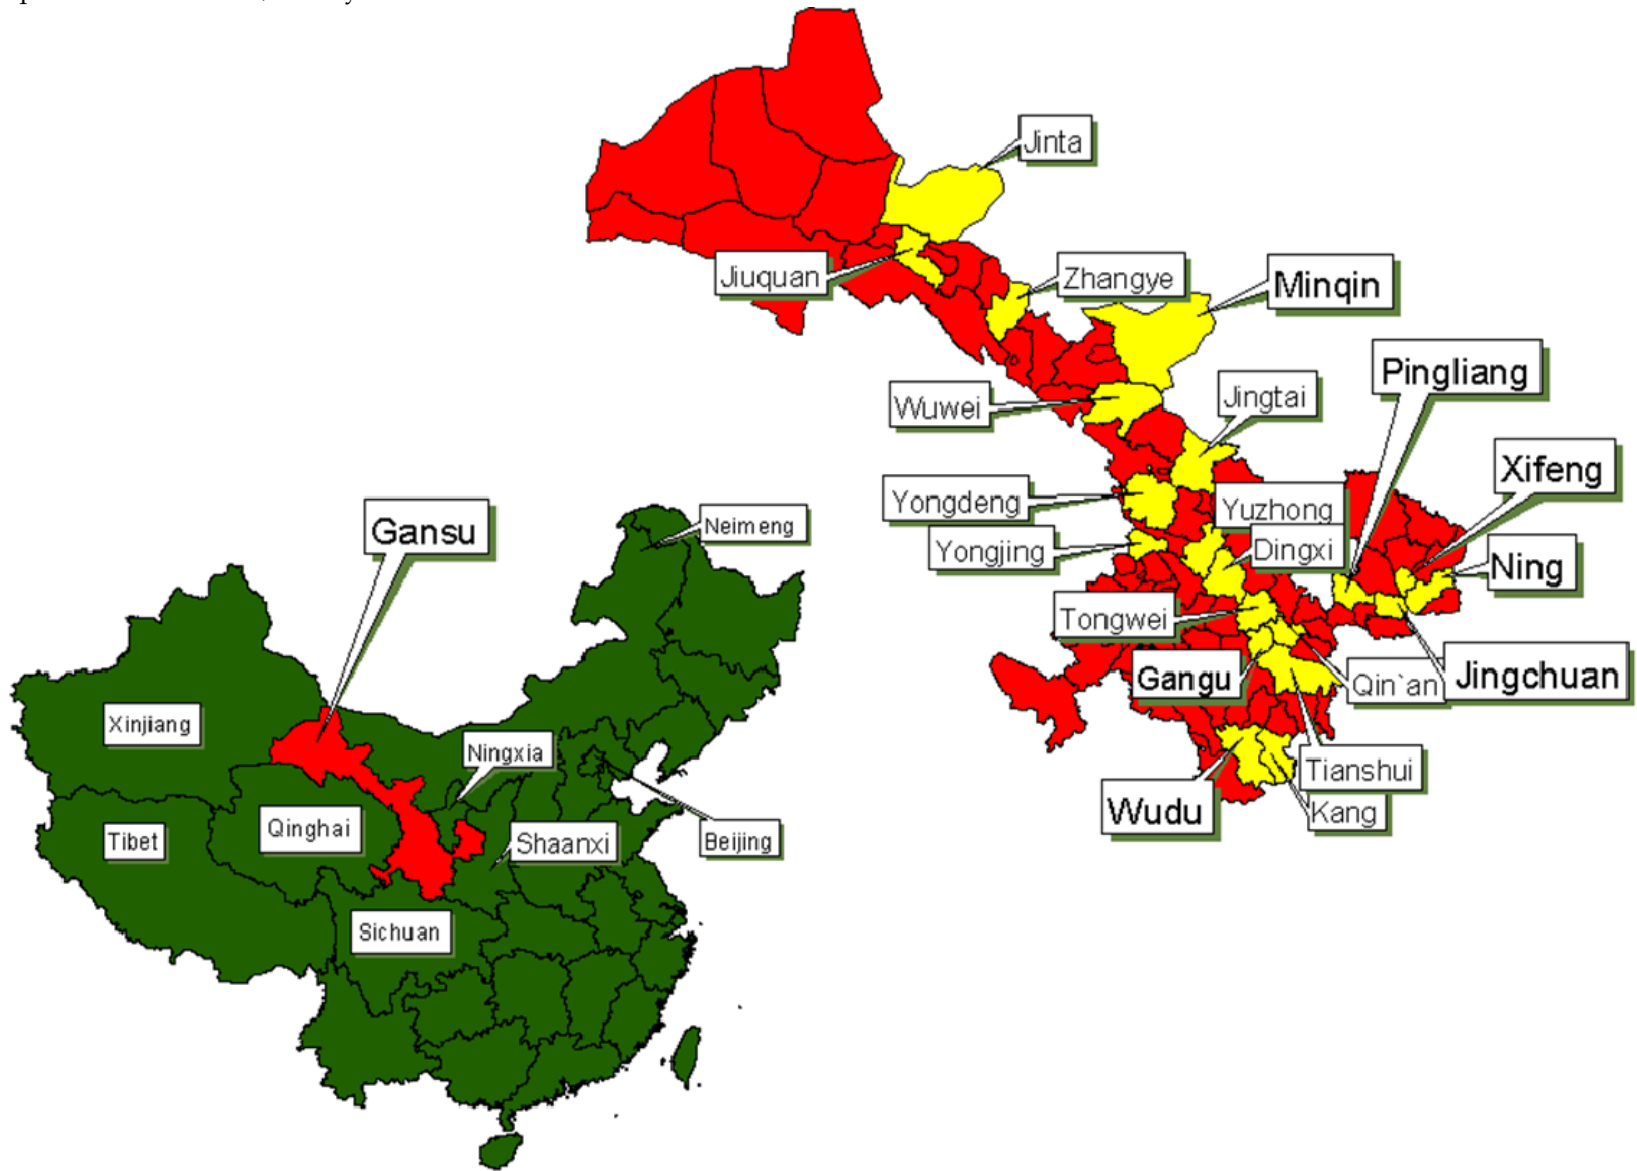 Jinta
Jiuquan
Zhangye
Minqin
Pingliang
Wuwei
Jingtai
Xifeng
Yongdeng
Yuzhong
Yongjing
Dingxi
Ning
Tongwei
Gangu
Qin`an
Jingchuan
Tianshui
Wudu
Kang
Gansu
Neimeng
Xinjiang
Ningxia
Qinghai
Tibet
Shaanxi
Beijing
Sichuan